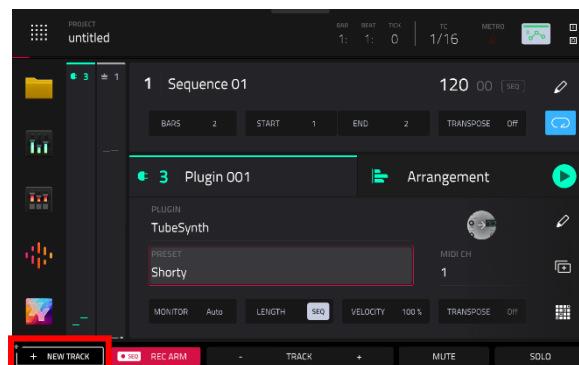 PROJECT
untitled
BAR BEAT TICK
1: 1: 0
TC
1/16
METRO
3
1
1 Sequence 01
120 00 SEQ
BARS 2 START 1 END 2 TRANSPOSE Off
3 Plugin 001
Arrangement
PLUGIN
TubeSynth
PRESET
Shorty
MIDI CH
1
MONITOR Auto LENGTH SEQ VELOCITY 100 % TRANSPOSE Off
+ NEW TRACK SEQ REC ARM - TRACK + MUTE SOLO